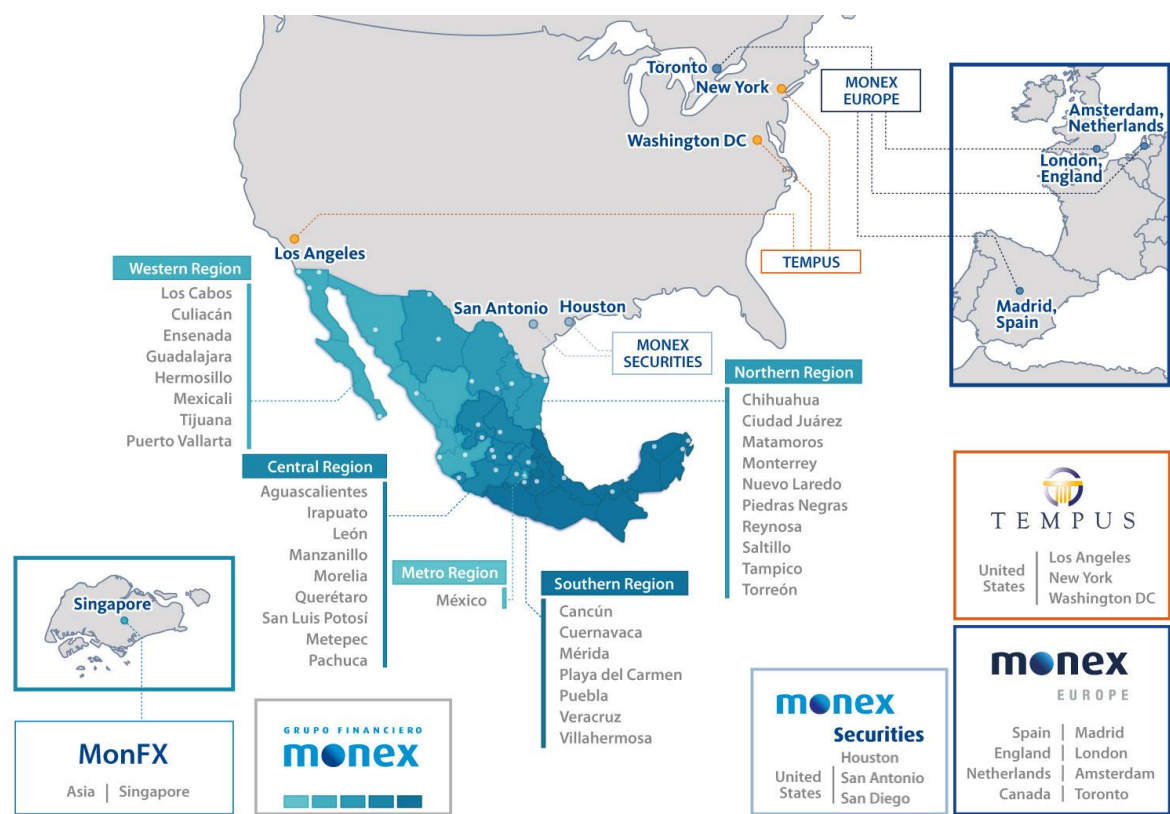 Toronto
New York
MONEX
EUROPE
Washington DC
Los Angeles
TEMPUS
San Antonio
Houston
MONEX
SECURITIES
Amsterdam,
Netherlands
London,
England
Madrid,
Spain
Western Region
Los Cabos
Culiacán
Ensenada
Guadalajara
Hermosillo
Mexicali
Tijuana
Puerto Vallarta
Central Region
Aguascalientes
Irapuato
León
Manzanillo
Morelia
Querétaro
San Luis Potosí
Metepec
Pachuca
Metro Region
México
Southern Region
Cancún
Cuernavaca
Mérida
Playa del Carmen
Puebla
Veracruz
Villahermosa
Northern Region
Chihuahua
Ciudad Juárez
Matamoros
Monterrey
Nuevo Laredo
Piedras Negras
Reynosa
Saltillo
Tampico
Torreón
Singapore
MonFX
Asia | Singapore
GRUPO FINANCIERO
monex
monex
Securities
United
States
Houston
San Antonio
San Diego
TEMPUS
United
States
Los Angeles
New York
Washington DC
monex
EUROPE
Spain | Madrid
England | London
Netherlands | Amsterdam
Canada | Toronto